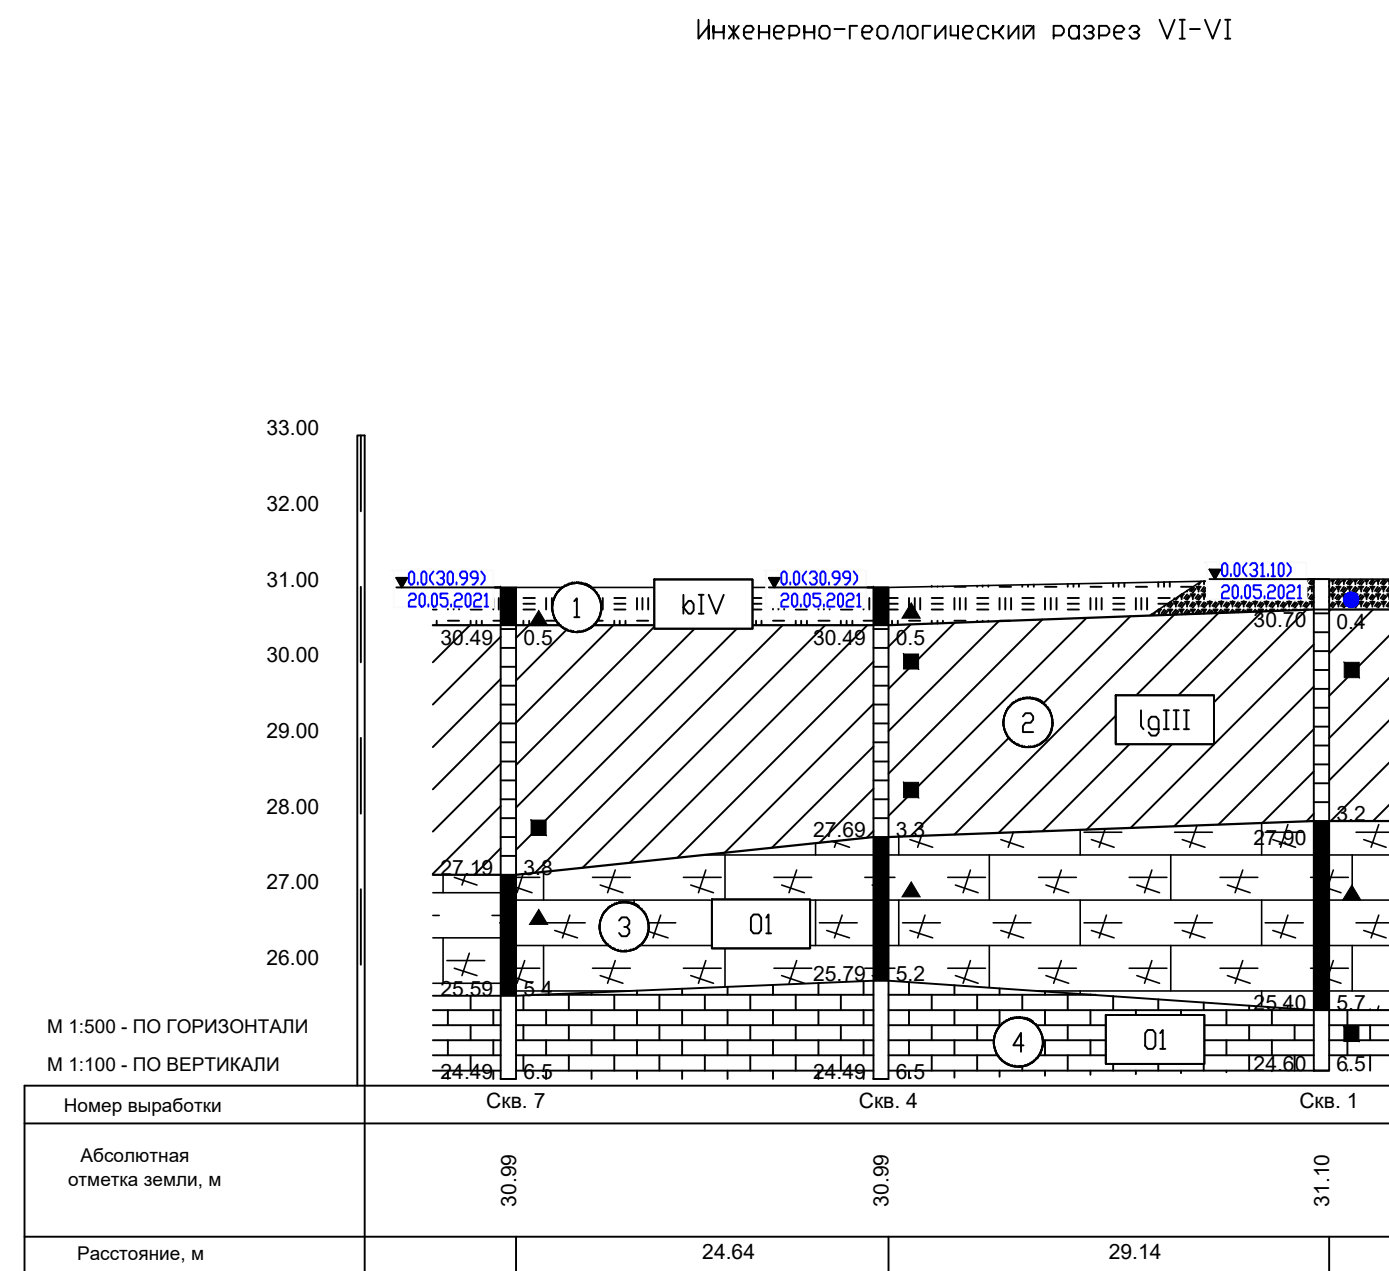 Инженерно-геологический разрез VI-VI
33.00
32.00
31.00
30.00
29.00
28.00
27.00
26.00
0.0(30.99) 0.0(30.99) 0.0(31.10)
20.05.2021 20.05.2021 20.05.2021
1 bIV
30.49 0.5 30.49 0.5 30.70 0.4
2 lgIII
27.19 3.8 27.69 3.3 27.90 3.2
3 O1
25.59 5.4 25.79 5.2 25.40 5.7
4 O1
24.49 6.5 24.49 6.5 24.60 6.5
М 1:500 - ПО ГОРИЗОНТАЛИ
М 1:100 - ПО ВЕРТИКАЛИ
Номер выработки Скв. 7 Скв. 4 Скв. 1
Абсолютная
отметка земли, м 30.99 30.99 31.10
Расстояние, м 24.64 29.14